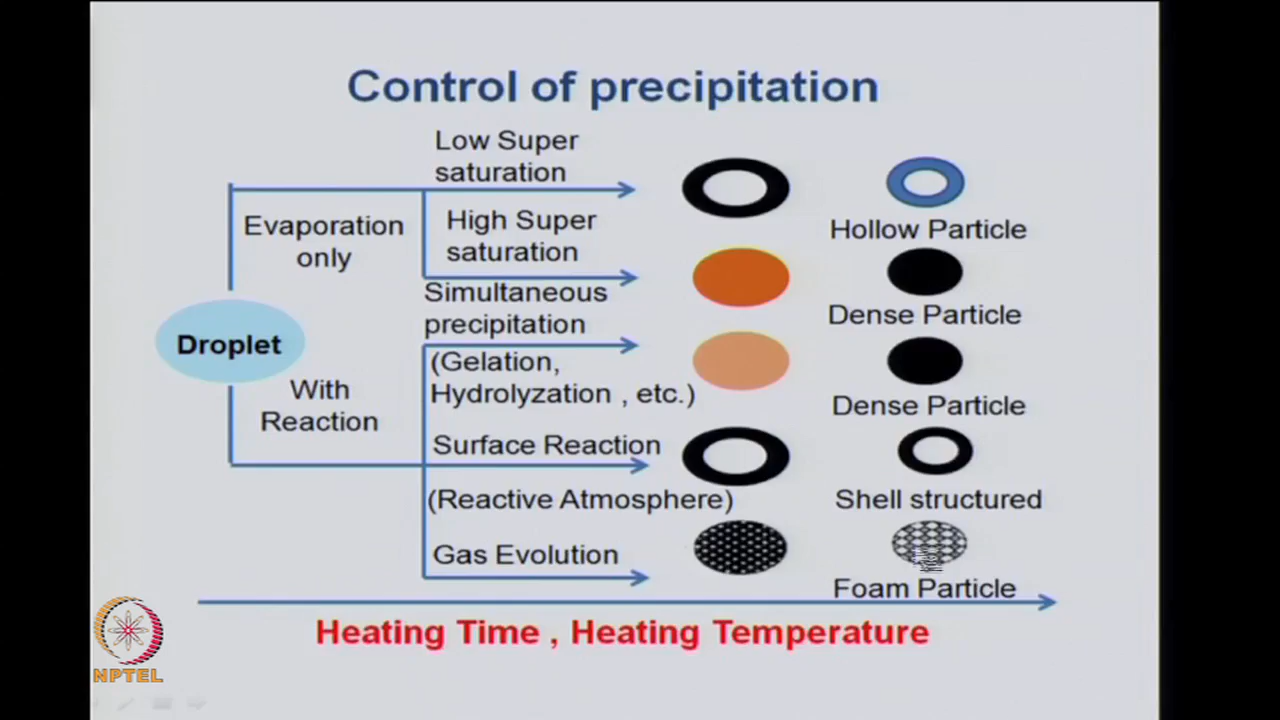 Control of precipitation
Low Super
saturation
Evaporation
only
High Super
saturation
Hollow Particle
Simultaneous
precipitation
Dense Particle
Droplet
(Gelation,
Hydrolyzation , etc.)
Dense Particle
With
Reaction
Surface Reaction
(Reactive Atmosphere)
Shell structured
Gas Evolution
Foam Particle
Heating Time , Heating Temperature
NPTEL